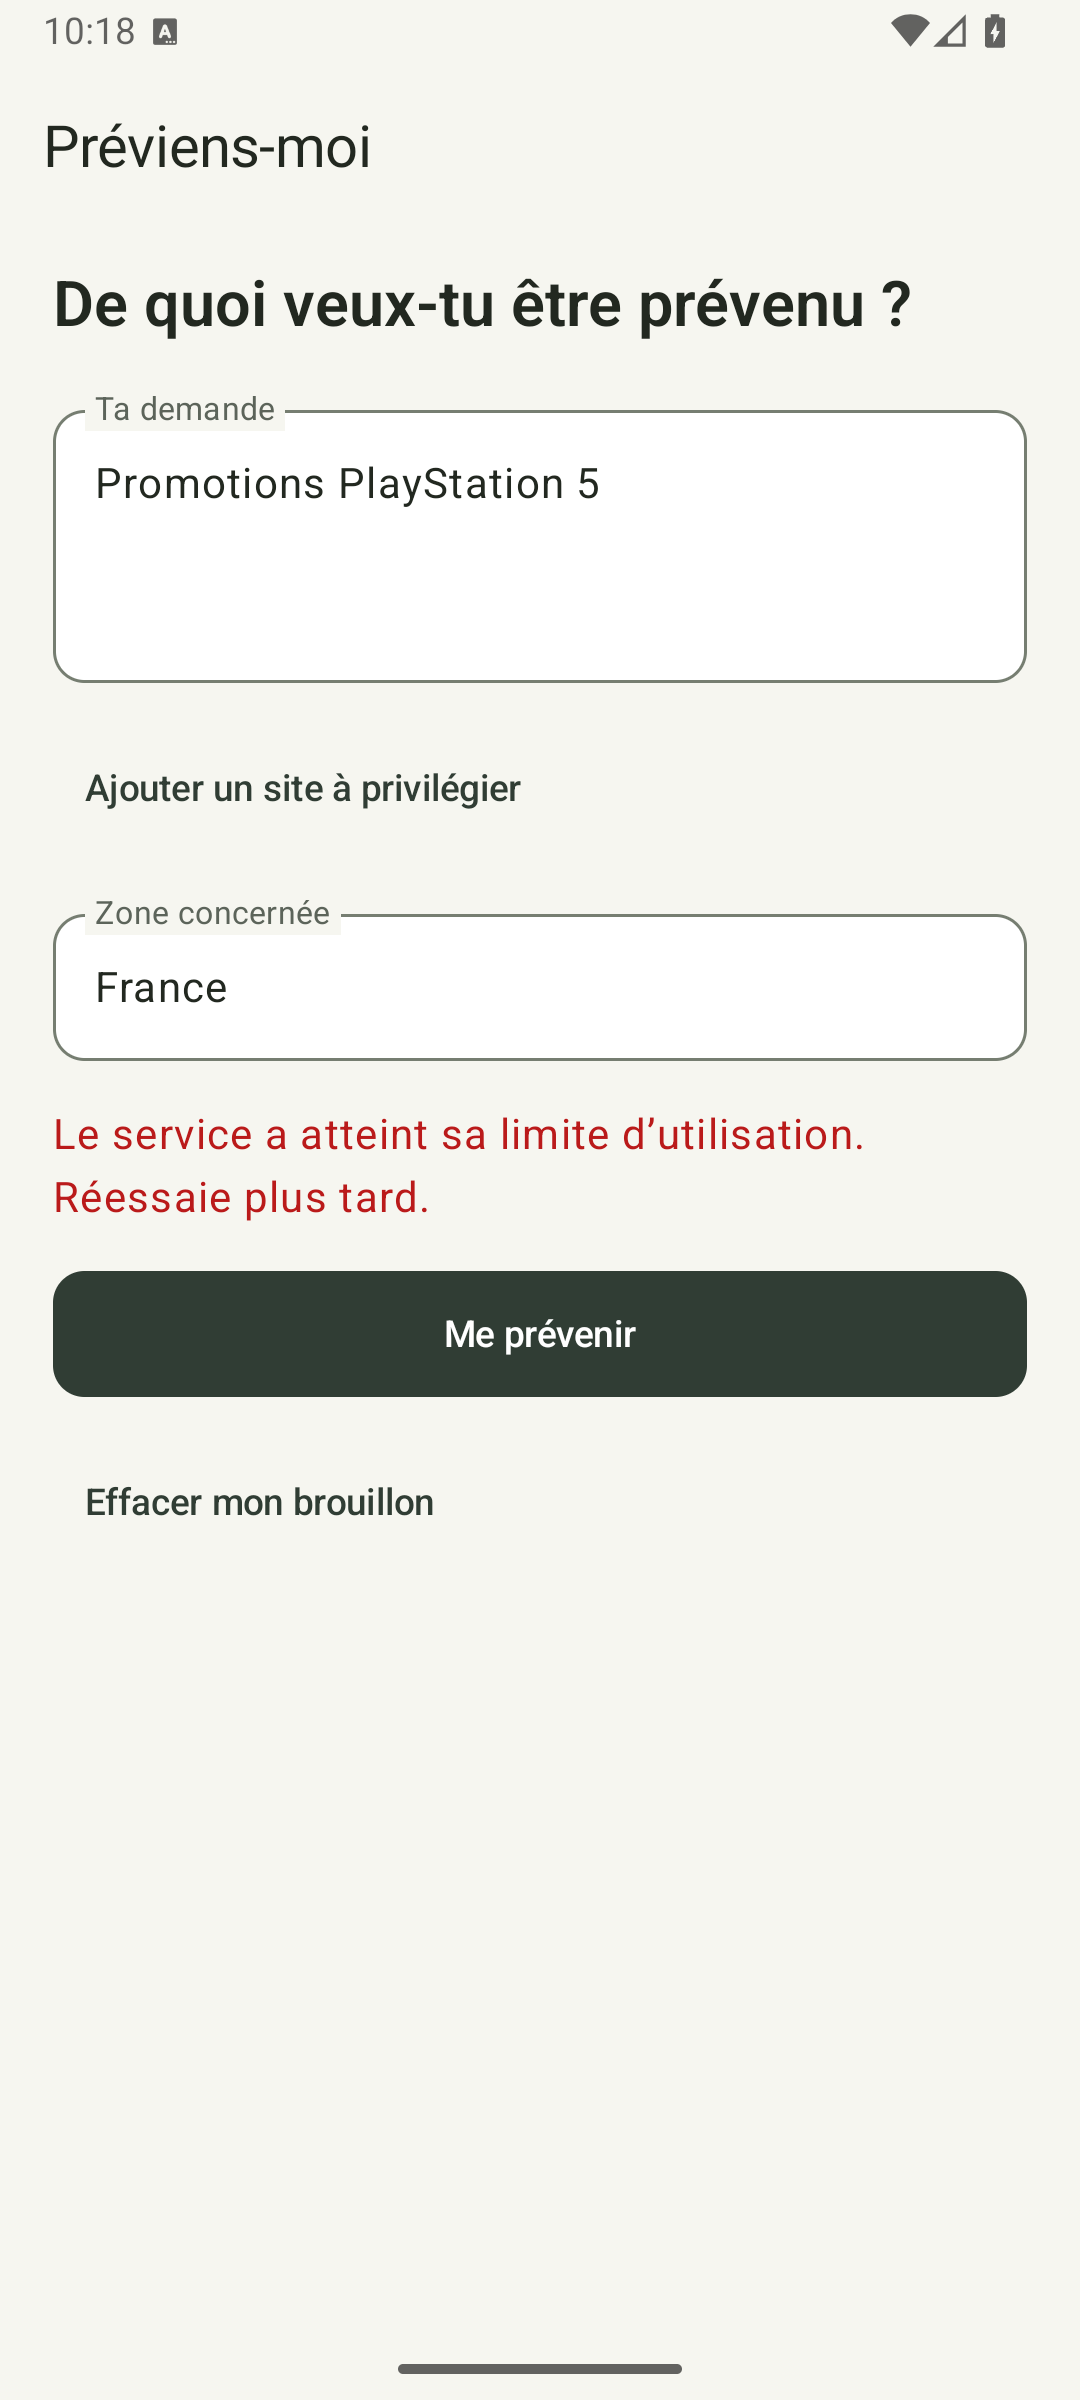 10:18
Préviens-moi
De quoi veux-tu être prévenu ?
Ta demande
Promotions PlayStation 5
Ajouter un site à privilégier
Zone concernée
France
Le service a atteint sa limite d’utilisation.
Réessaie plus tard.
Me prévenir
Effacer mon brouillon